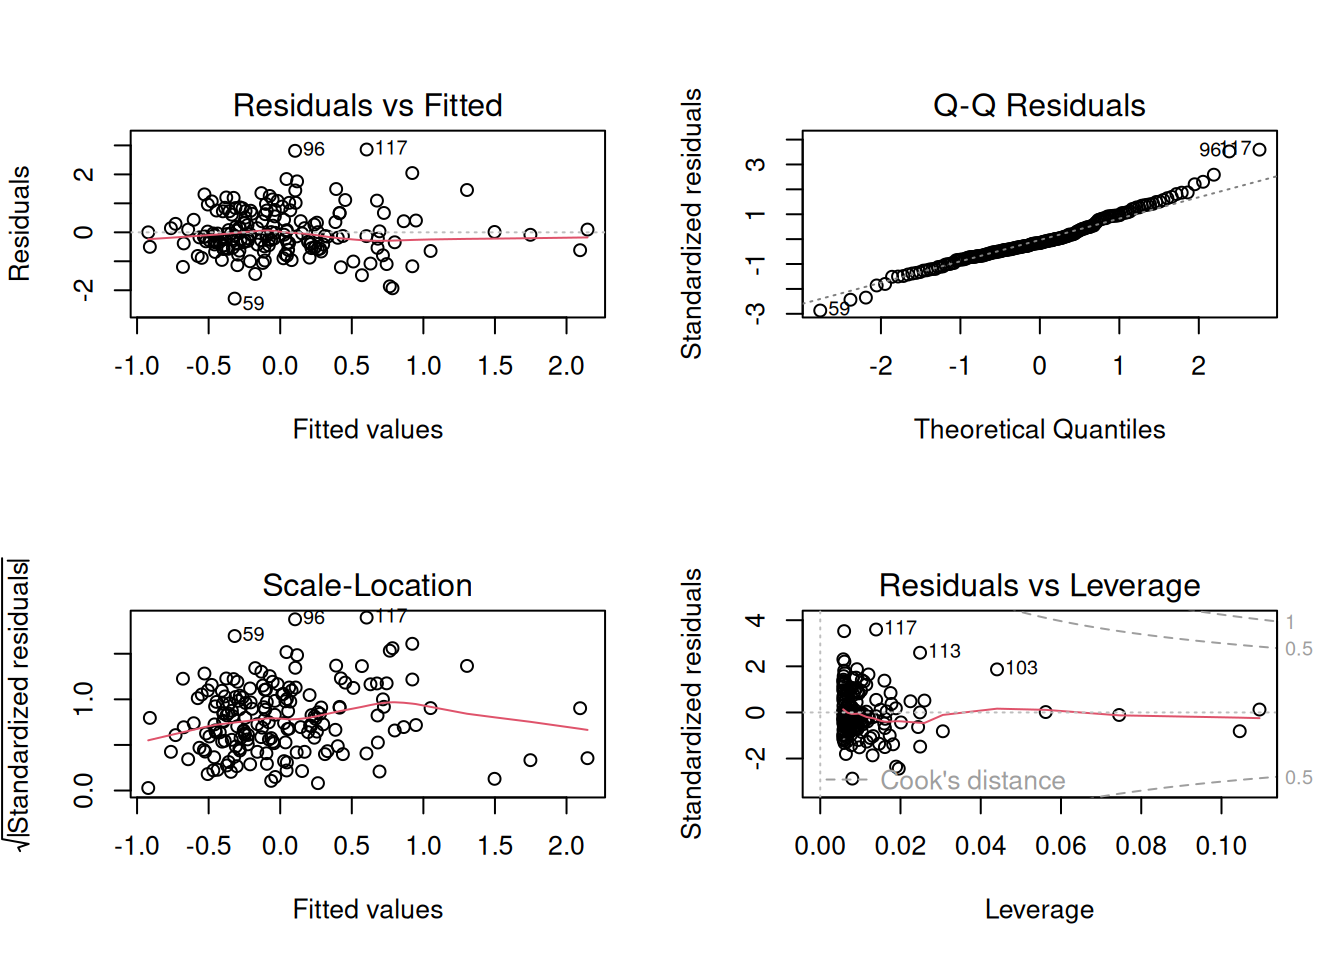 Residuals vs Fitted
Residuals
2
0
-2
96
117
59
-1.0 -0.5 0.0 0.5 1.0 1.5 2.0
Fitted values
Q-Q Residuals
Standardized residuals
3
1
-1
-3
96
117
59
-2 -1 0 1 2
Theoretical Quantiles
Scale-Location
√|Standardized residuals|
1.0
0.0
59
96
117
-1.0 -0.5 0.0 0.5 1.0 1.5 2.0
Fitted values
Residuals vs Leverage
Standardized residuals
4
2
0
-2
117
113
103
1
0.5
0.5
Cook's distance
0.00 0.02 0.04 0.06 0.08 0.10
Leverage